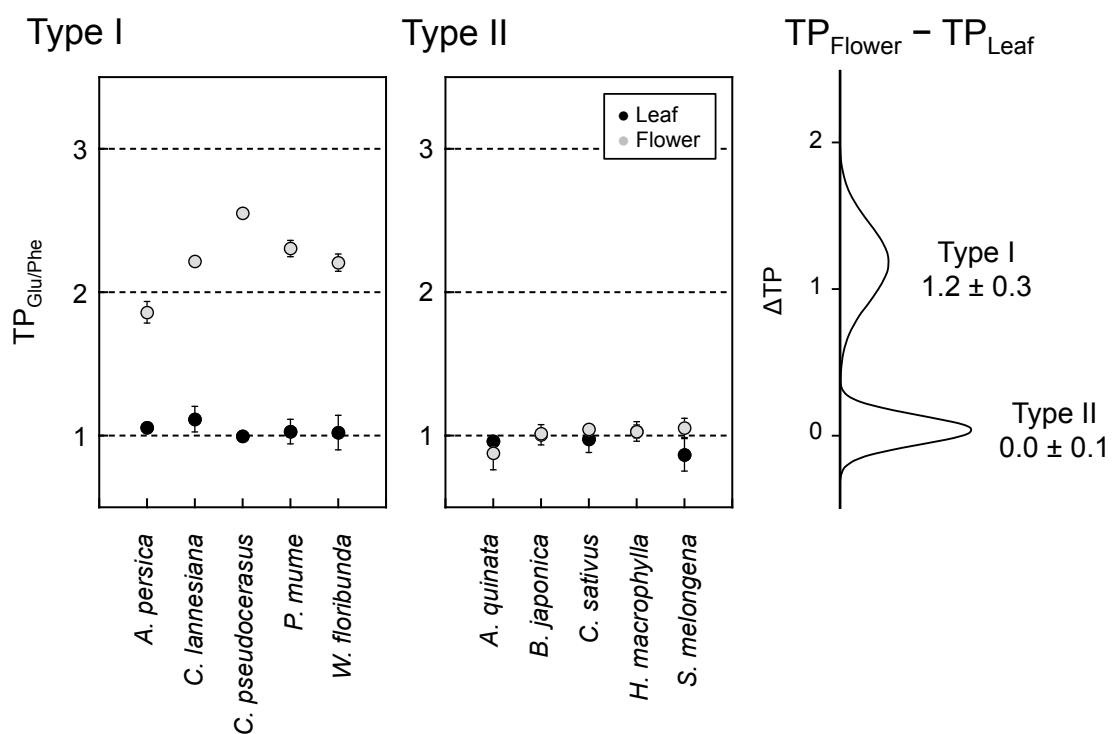 Type I
Type II
TP_Flower − TP_Leaf
Leaf
Flower
TP_Glu/Phe
3
2
1
3
2
1
ΔTP
2
1
0
Type I
1.2 ± 0.3
Type II
0.0 ± 0.1
A. persica
C. lannesiana
C. pseudocerasus
P. mume
W. floribunda
A. quinata
B. japonica
C. sativus
H. macrophylla
S. melongena